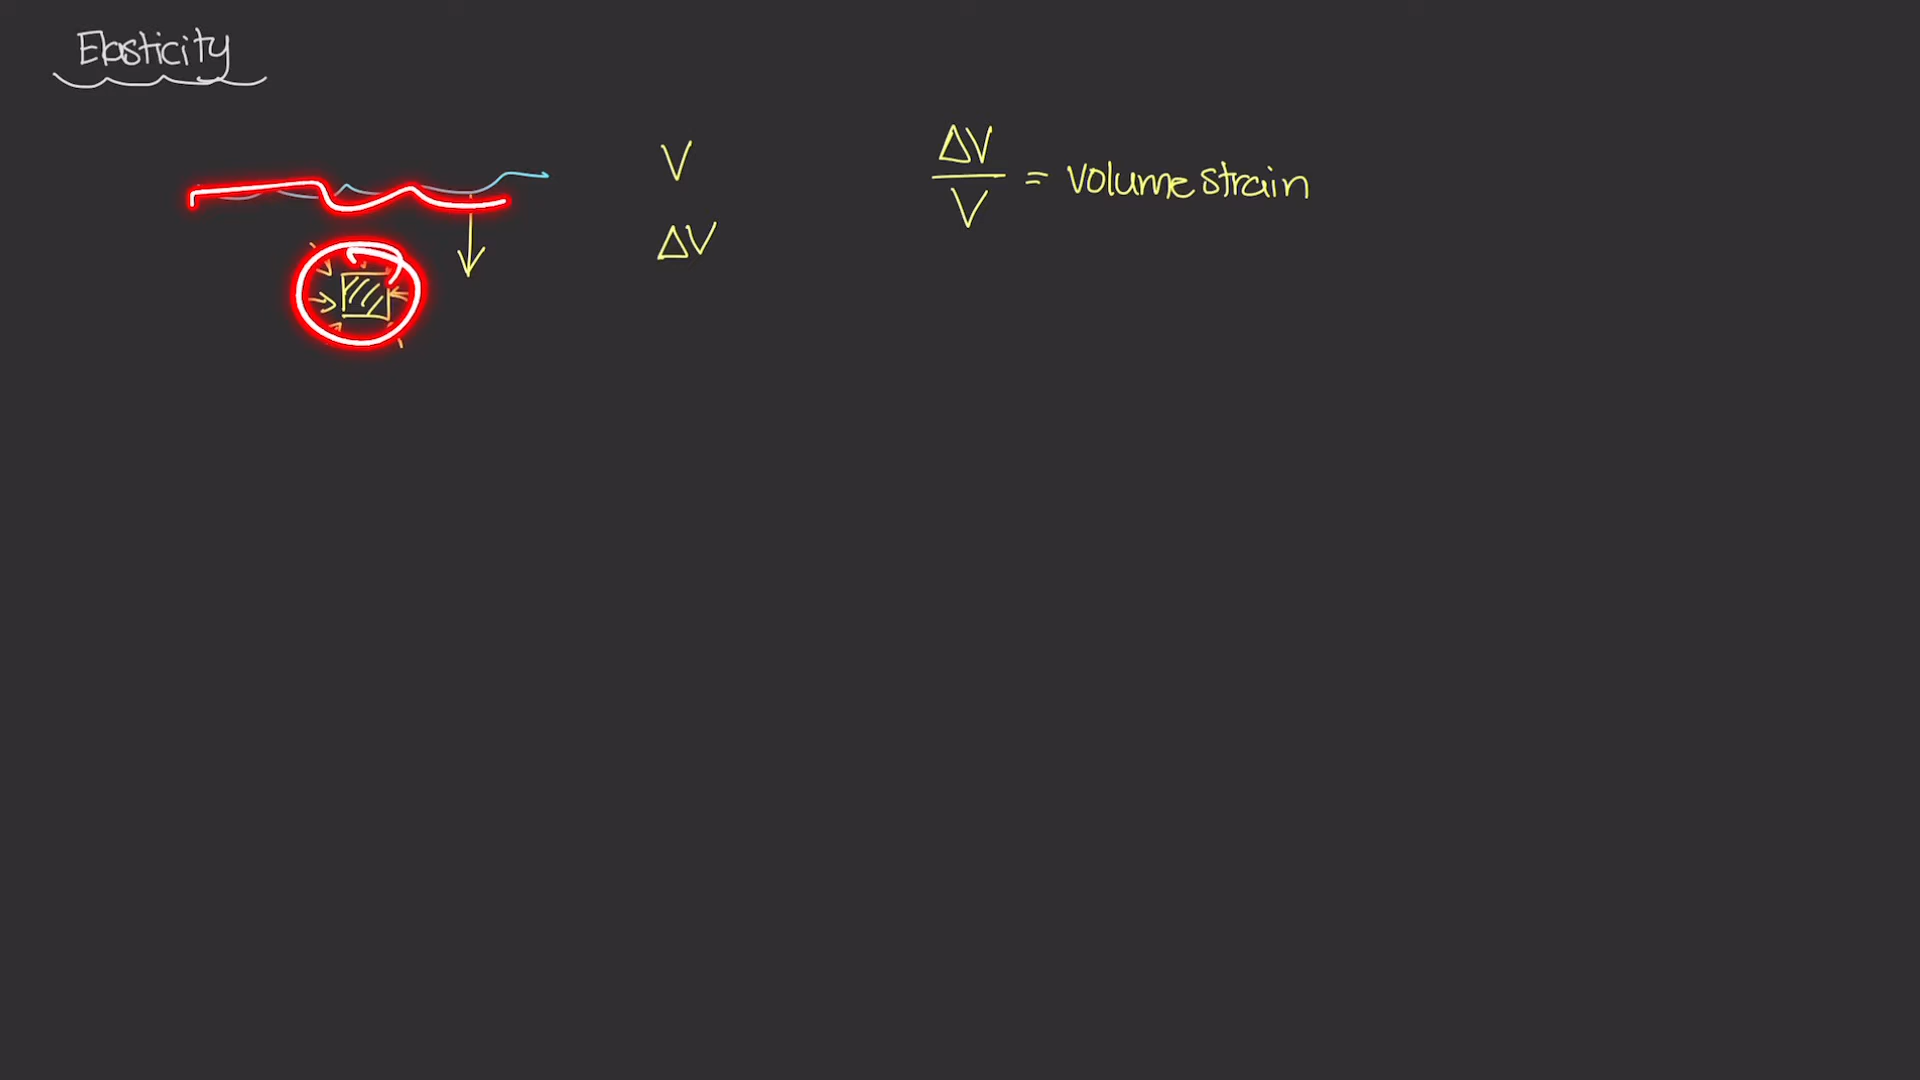 Elasticity
V
ΔV
ΔV/V = volume strain